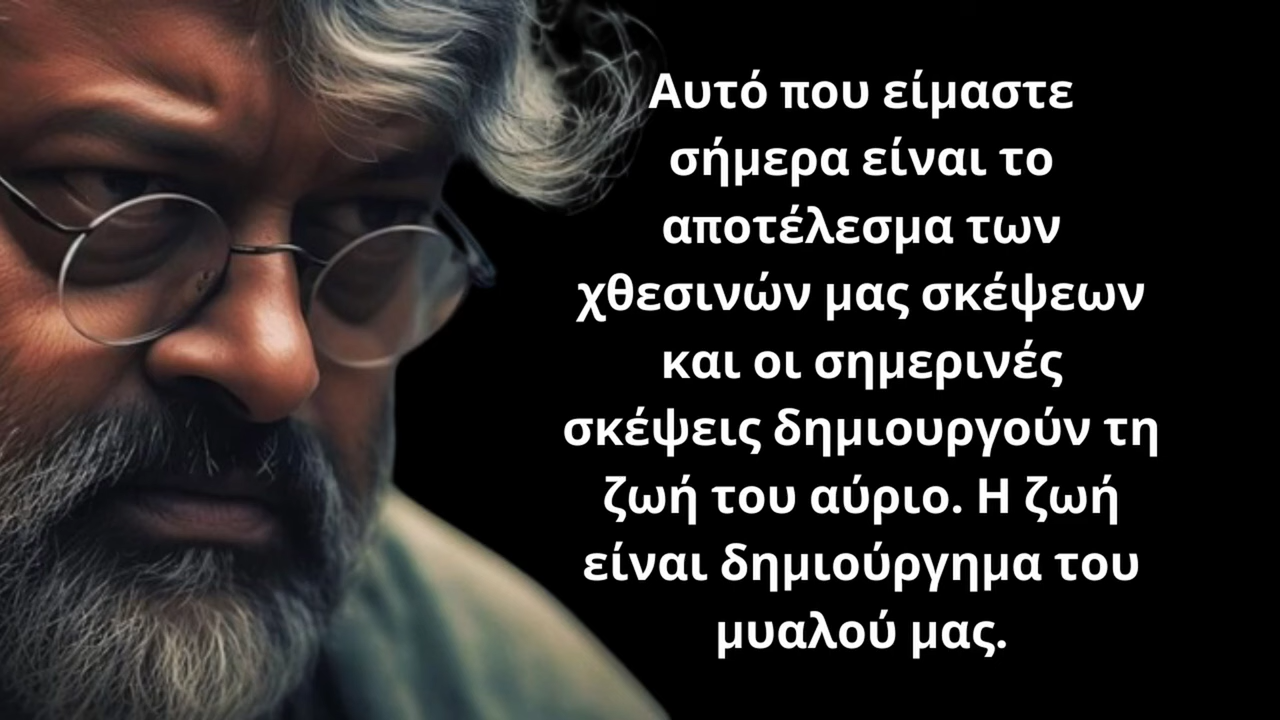 Αυτό που είμαστε
σήμερα είναι το
αποτέλεσμα των
χθεσινών μας σκέψεων
και οι σημερινές
σκέψεις δημιουργούν τη
ζωή του αύριο. Η ζωή
είναι δημιούργημα του
μυαλού μας.